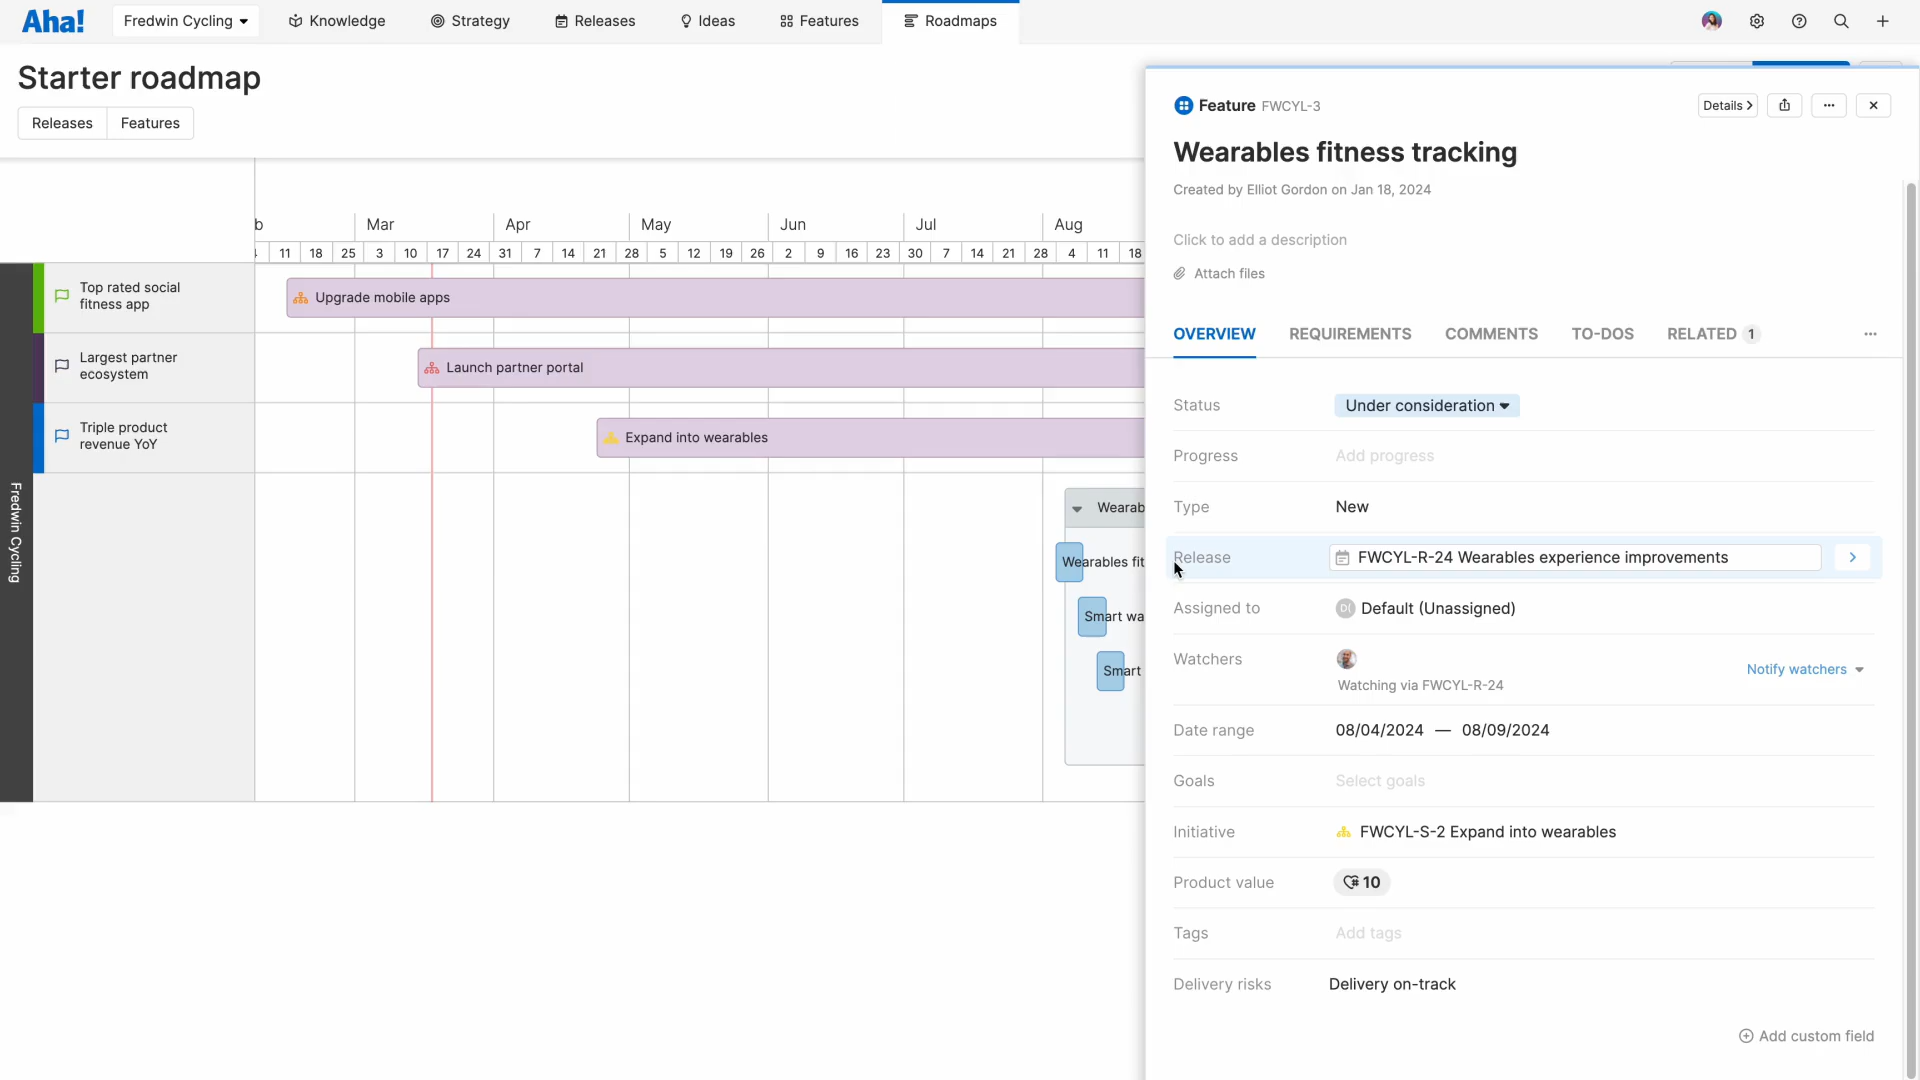 Aha!
Fredwin Cycling
Knowledge
Strategy
Releases
Ideas
Features
Roadmaps
Starter roadmap
Releases
Features
Mar
Apr
May
Jun
Jul
Aug
11 18 25 3 10 17 24 31 7 14 21 28 5 12 19 26 2 9 16 23 30 7 14 21 28 4 11 18
Fredwin Cycling
Top rated social
fitness app
Upgrade mobile apps
Largest partner
ecosystem
Launch partner portal
Triple product
revenue YoY
Expand into wearables
Wearab
Wearables fit
Smart wa
Smart
Feature FWCYL-3
Details
Wearables fitness tracking
Created by Elliot Gordon on Jan 18, 2024
Click to add a description
Attach files
OVERVIEW
REQUIREMENTS
COMMENTS
TO-DOS
RELATED 1
Status Under consideration
Progress Add progress
Type New
Release FWCYL-R-24 Wearables experience improvements
Assigned to D( Default (Unassigned)
Watchers
Watching via FWCYL-R-24
Notify watchers
Date range 08/04/2024 — 08/09/2024
Goals Select goals
Initiative FWCYL-S-2 Expand into wearables
Product value 10
Tags Add tags
Delivery risks Delivery on-track
Add custom field